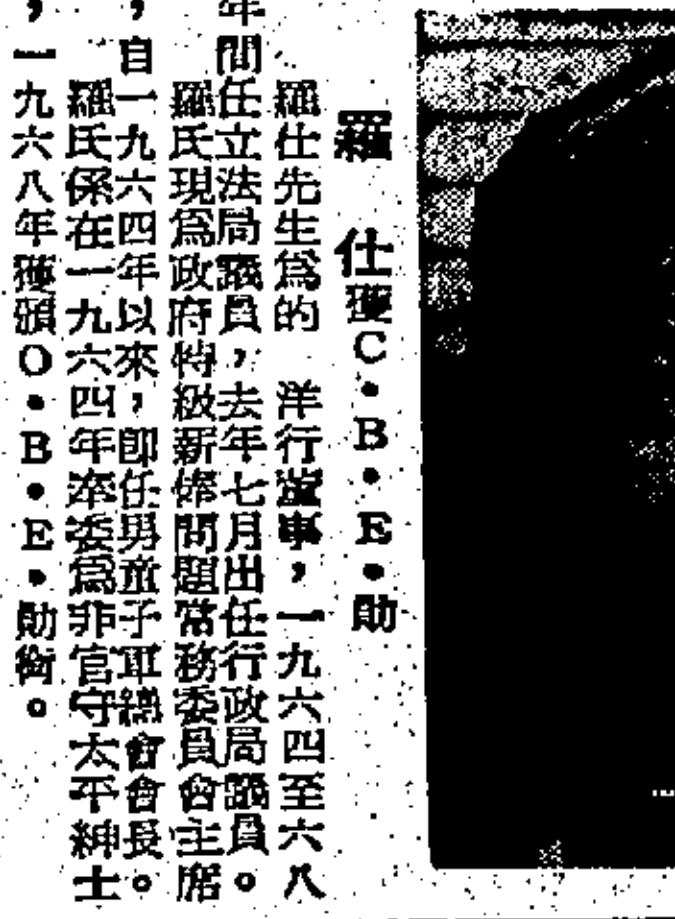 羅 仕獲C•B•E•勛
羅仕先生爲的 洋行董事，一九六四至六八
年間任立法局議員，去年七月出任行政局議員。
羅氏現爲政府特級新俸問題常務委員會主席
，自一九六四年以來，卽任男童子軍總會會長。
羅氏係在一九六四年奉委爲非官守太平紳士
，一九六八年獲頒O•B•E•勛銜。